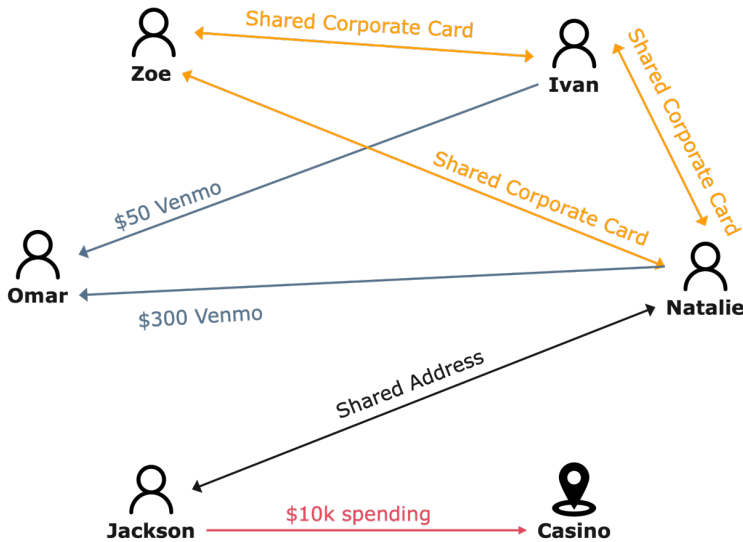 Shared Corporate Card
Zoe
Ivan
Shared Corporate Card
Shared Corporate Card
$50 Venmo
Omar
Natalie
$300 Venmo
Shared Address
Jackson
$10k spending
Casino